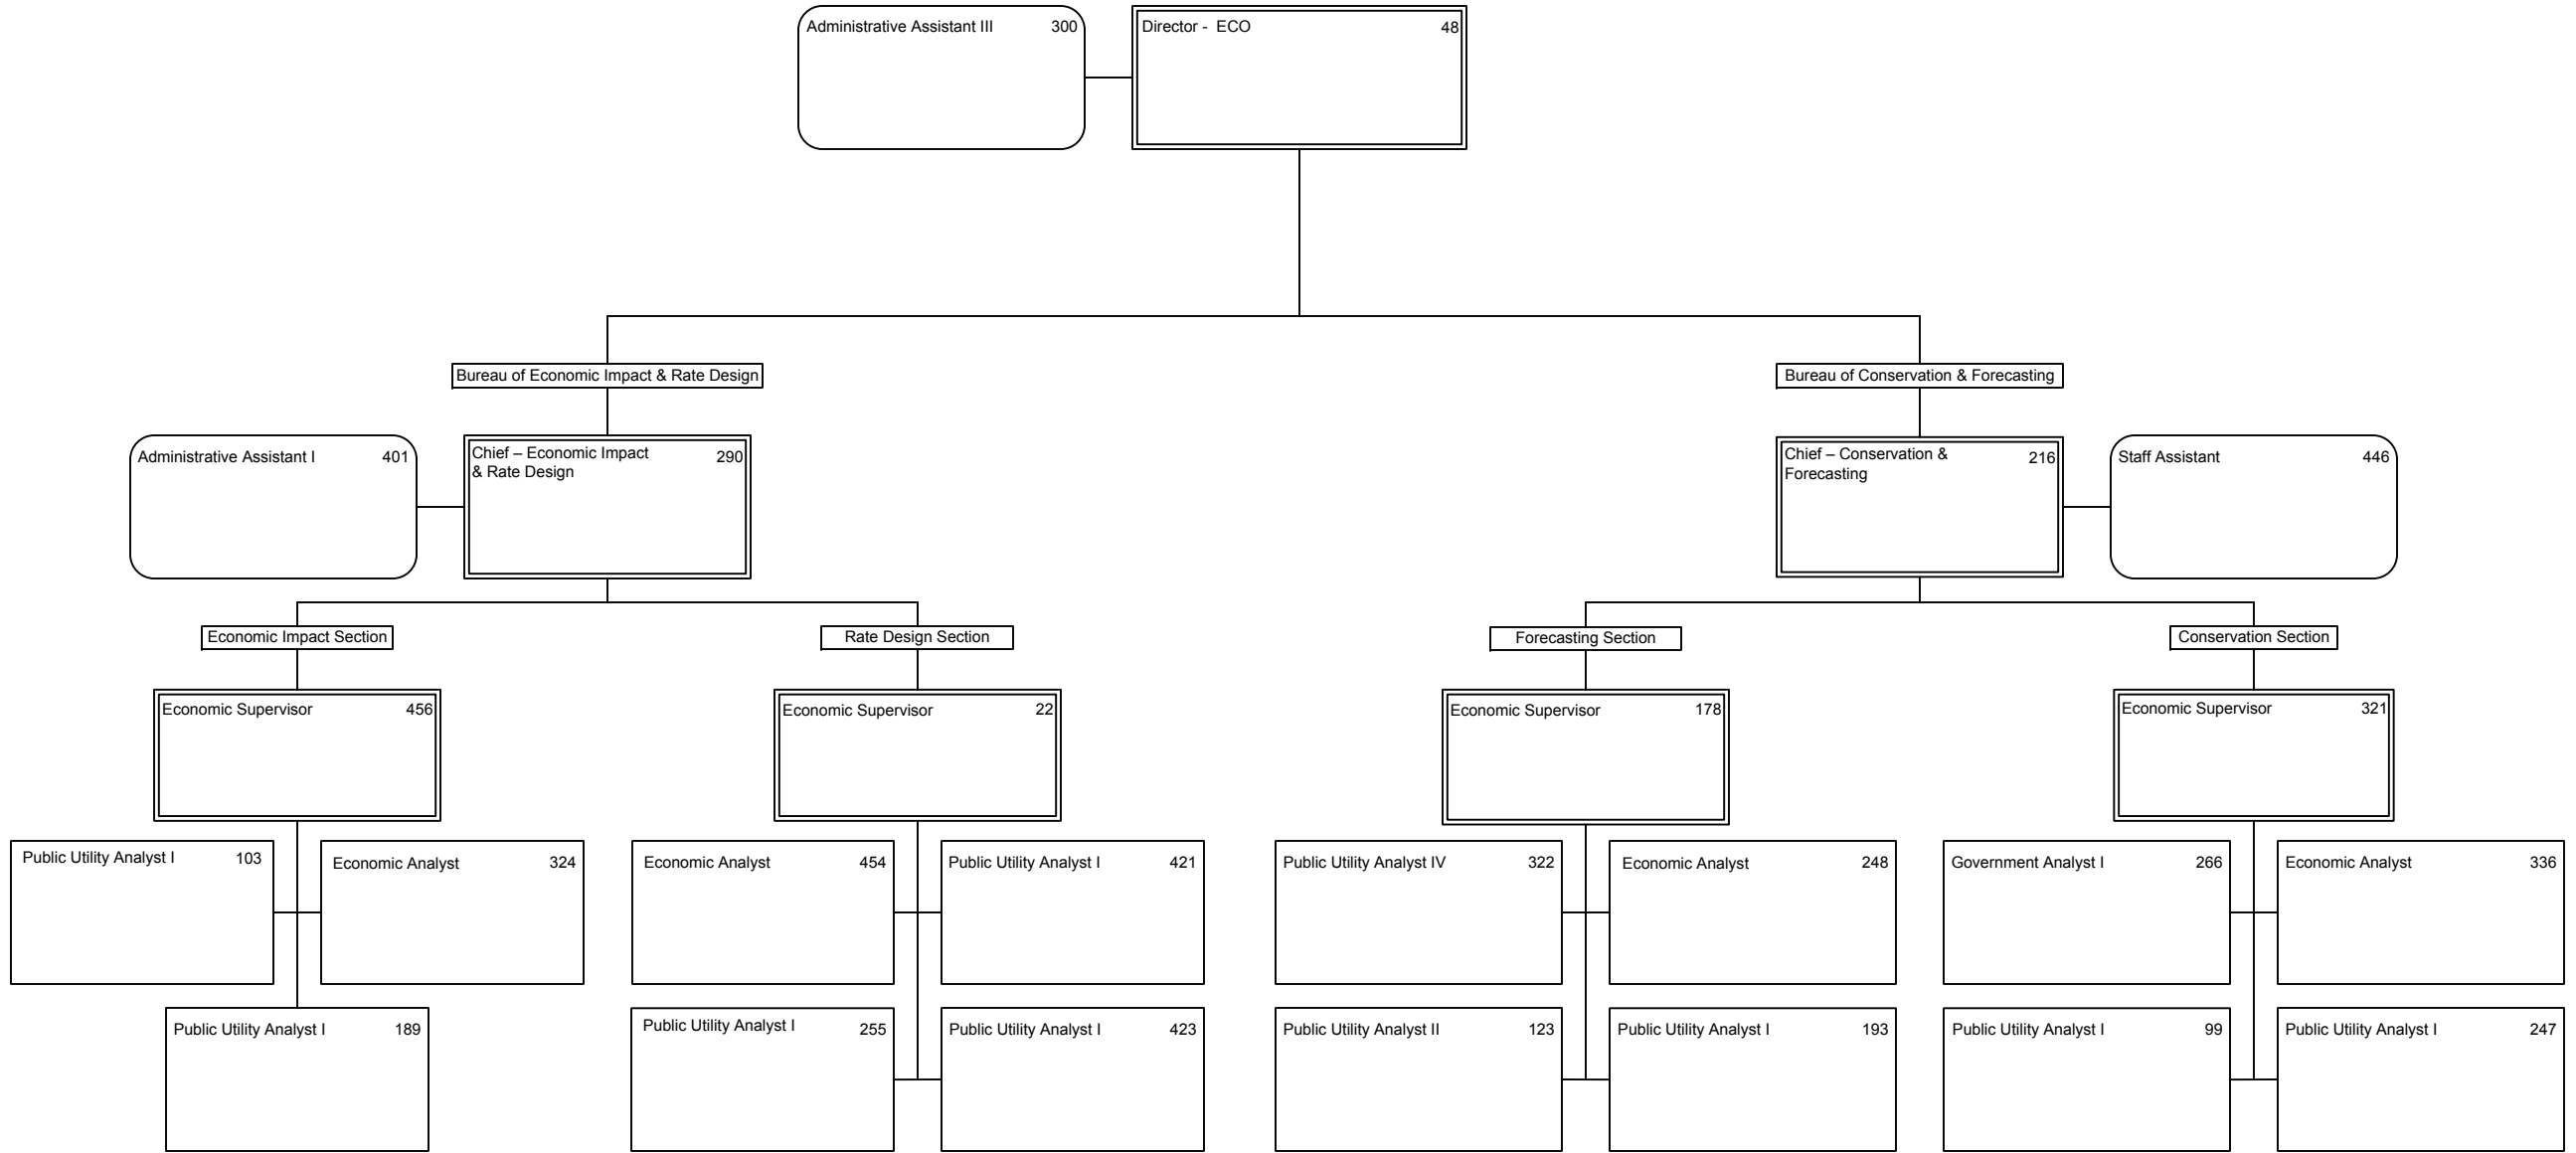 Administrative Assistant III 300
Director - ECO 48
Bureau of Economic Impact & Rate Design
Bureau of Conservation & Forecasting
Administrative Assistant I 401
Chief – Economic Impact 290
& Rate Design
Chief – Conservation & 216
Forecasting
Staff Assistant 446
Economic Impact Section
Rate Design Section
Forecasting Section
Conservation Section
Economic Supervisor 456
Economic Supervisor 22
Economic Supervisor 178
Economic Supervisor 321
Public Utility Analyst I 103
Economic Analyst 324
Economic Analyst 454
Public Utility Analyst I 421
Public Utility Analyst IV 322
Economic Analyst 248
Government Analyst I 266
Economic Analyst 336
Public Utility Analyst I 189
Public Utility Analyst I 255
Public Utility Analyst I 423
Public Utility Analyst II 123
Public Utility Analyst I 193
Public Utility Analyst I 99
Public Utility Analyst I 247